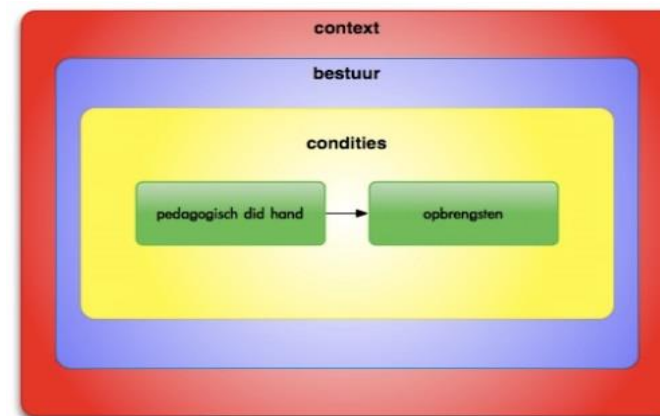 context
bestuur
condities
pedagogisch did hand
opbrengsten